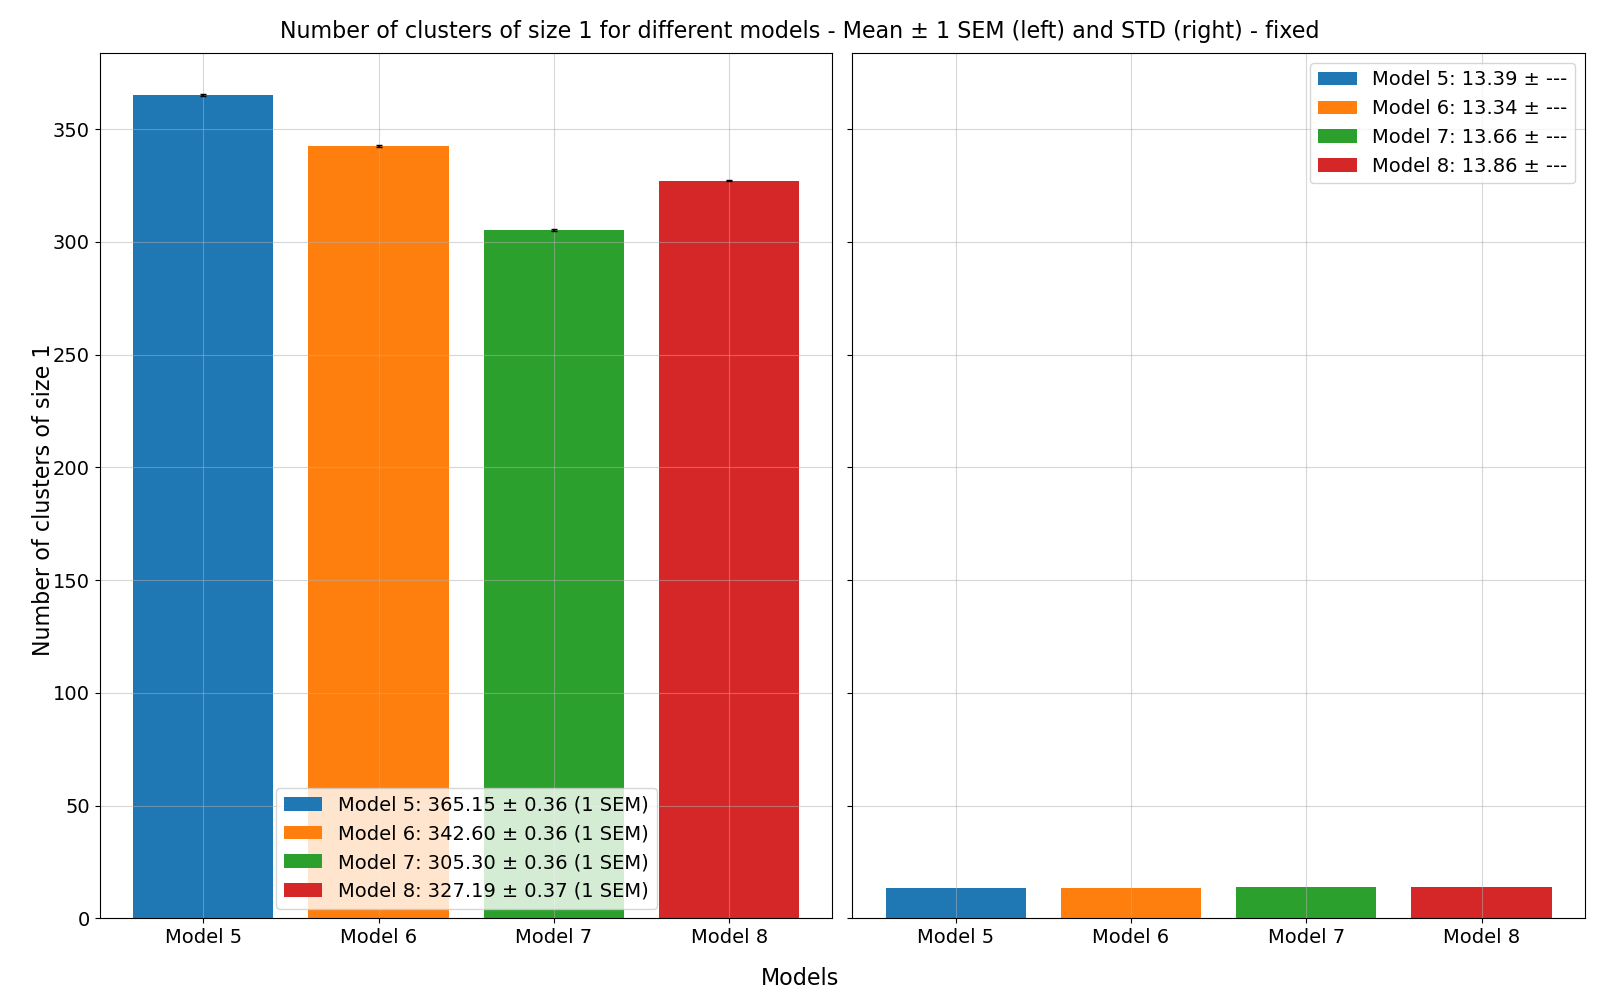 Number of clusters of size 1 for different models - Mean ± 1 SEM (left) and STD (right) - fixed
Number of clusters of size 1
350
300
250
200
150
100
50
0
Model 5: 365.15 ± 0.36 (1 SEM)
Model 6: 342.60 ± 0.36 (1 SEM)
Model 7: 305.30 ± 0.36 (1 SEM)
Model 8: 327.19 ± 0.37 (1 SEM)
Model 5 Model 6 Model 7 Model 8
Model 5: 13.39 ± ---
Model 6: 13.34 ± ---
Model 7: 13.66 ± ---
Model 8: 13.86 ± ---
Model 5 Model 6 Model 7 Model 8
Models